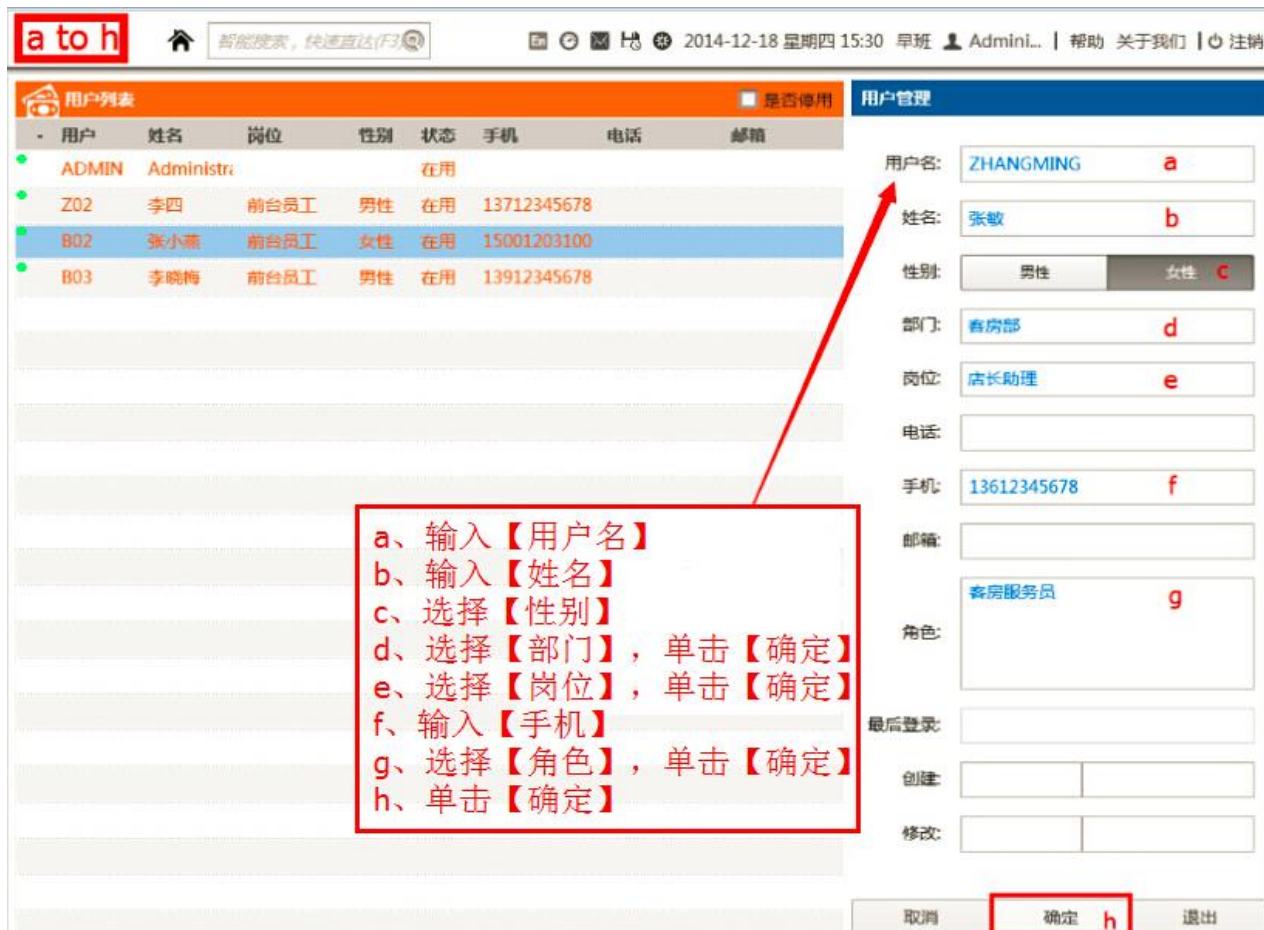 a to h
智能搜索，快速直达(F3
2014-12-18 星期四 15:30 早班 Admini... | 帮助 关于我们 | 注销
用户列表 是否停用
- 用户 姓名 岗位 性别 状态 手机 电话 邮箱
ADMIN Administra 在用
Z02 李四 前台员工 男性 在用 13712345678
B02 张小燕 前台员工 女性 在用 15001203100
B03 李晓梅 前台员工 男性 在用 13912345678
用户管理
用户名: ZHANGMING a
姓名: 张敏 b
性别: 男性 女性 c
部门: 客房部 d
岗位: 店长助理 e
电话:
手机: 13612345678 f
邮箱:
角色: 客房服务员 g
最后登录:
创建:
修改:
取消 确定 h 退出
a、输入【用户名】
b、输入【姓名】
c、选择【性别】
d、选择【部门】，单击【确定】
e、选择【岗位】，单击【确定】
f、输入【手机】
g、选择【角色】，单击【确定】
h、单击【确定】